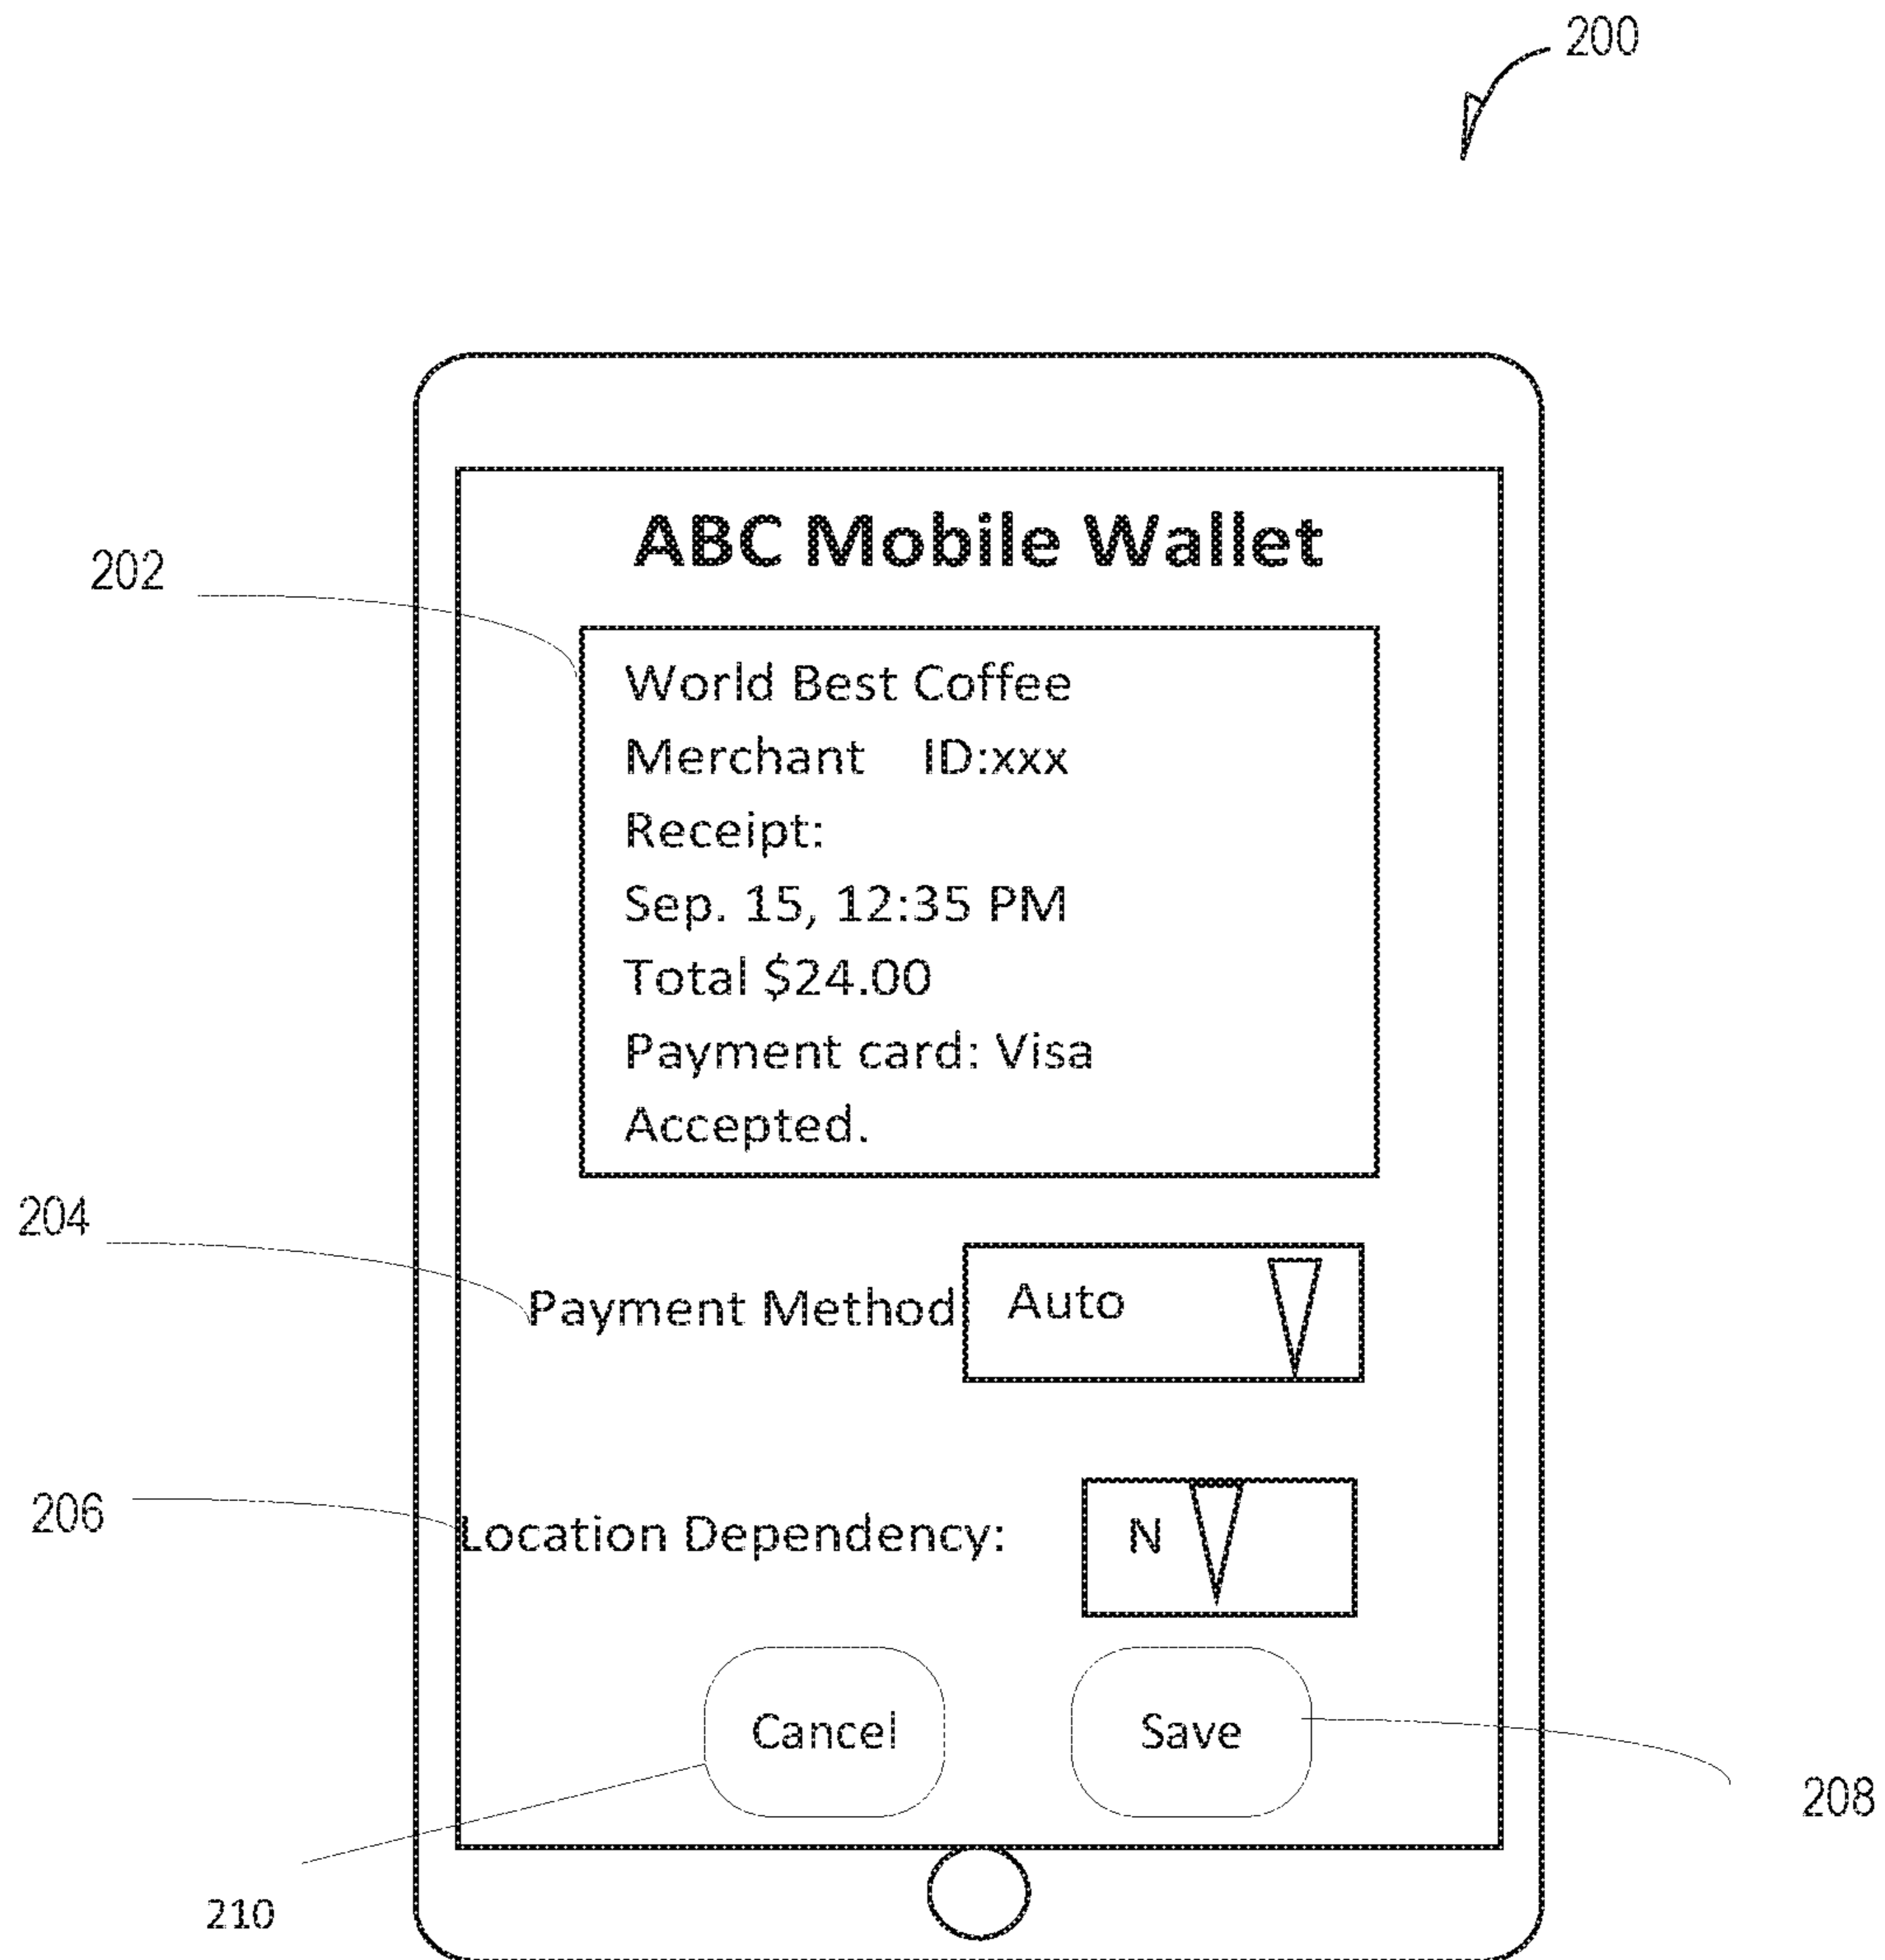 200
ABC Mobile Wallet
202
World Best Coffee
Merchant ID:xxx
Receipt:
Sep. 15, 12:35 PM
Total $24.00
Payment card: Visa
Accepted.
204
Payment Method Auto
206
Location Dependency: N
Cancel Save
208
210